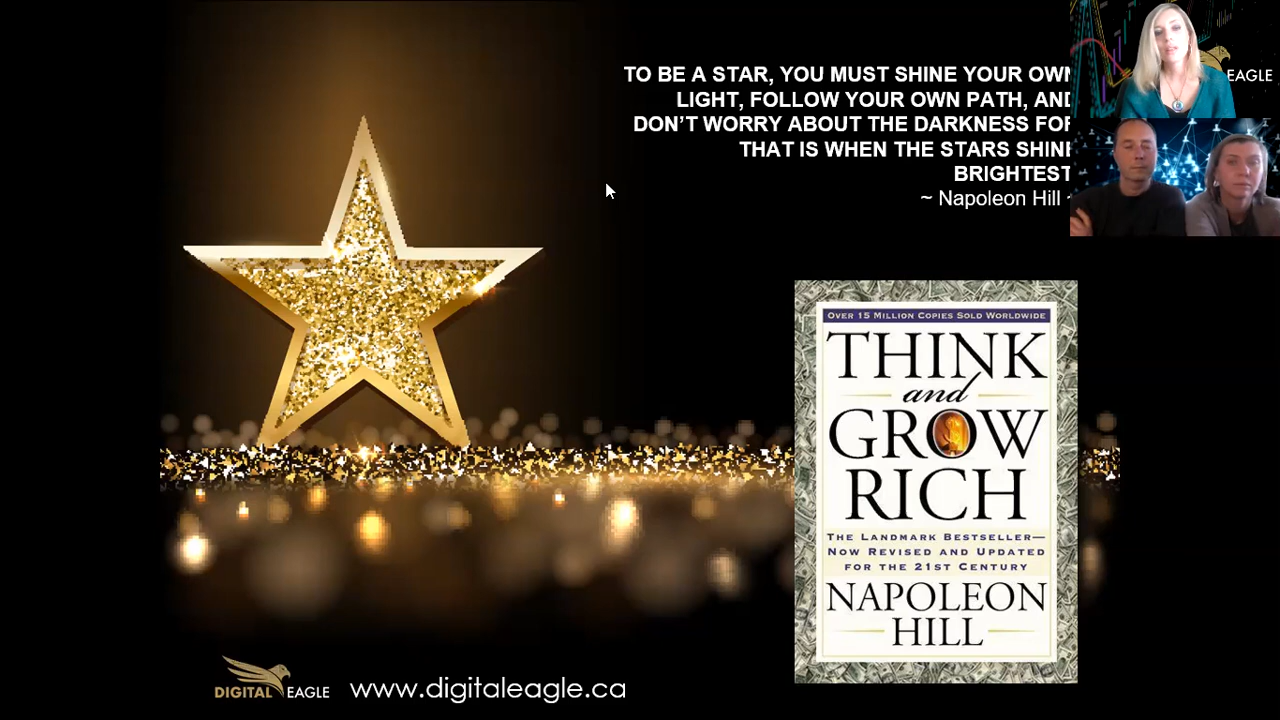 TO BE A STAR, YOU MUST SHINE YOUR OWN
LIGHT, FOLLOW YOUR OWN PATH, AND
DON'T WORRY ABOUT THE DARKNESS FOR
THAT IS WHEN THE STARS SHINE
BRIGHTEST
~ Napoleon Hill ~
EAGLE
OVER 15 MILLION COPIES SOLD WORLDWIDE
THINK
and
GROW
RICH
THE LANDMARK BESTSELLER—
NOW REVISED AND UPDATED
FOR THE 21ST CENTURY
NAPOLEON
HILL
DIGITAL EAGLE
www.digitaleagle.ca